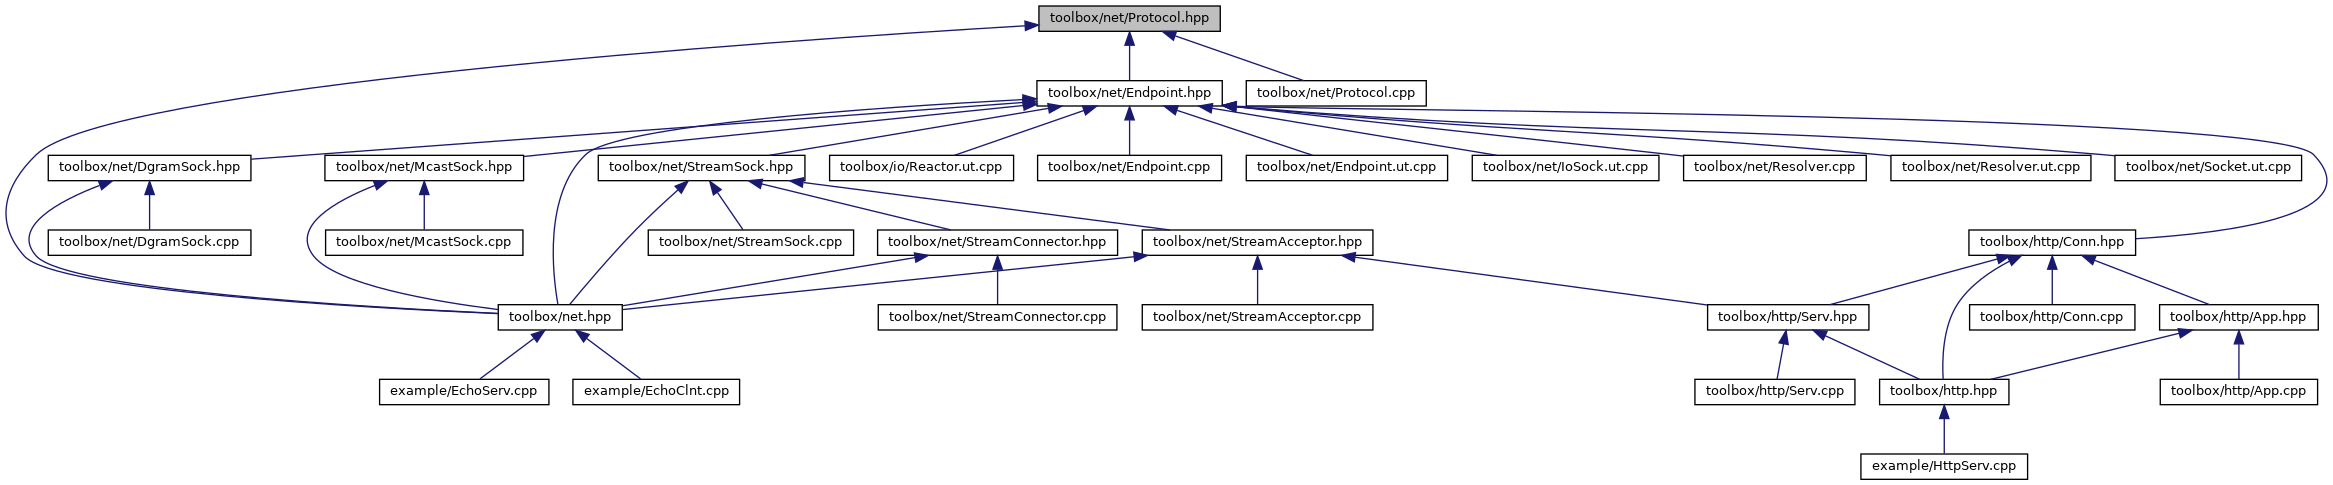 toolbox/net/Protocol.hpp
toolbox/net/Endpoint.hpp
toolbox/net/Protocol.cpp
toolbox/net/DgramSock.hpp
toolbox/net/McastSock.hpp
toolbox/net/StreamSock.hpp
toolbox/io/Reactor.ut.cpp
toolbox/net/Endpoint.cpp
toolbox/net/Endpoint.ut.cpp
toolbox/net/IoSock.ut.cpp
toolbox/net/Resolver.cpp
toolbox/net/Resolver.ut.cpp
toolbox/net/Socket.ut.cpp
toolbox/net/DgramSock.cpp
toolbox/net/McastSock.cpp
toolbox/net/StreamSock.cpp
toolbox/net/StreamConnector.hpp
toolbox/net/StreamAcceptor.hpp
toolbox/http/Conn.hpp
toolbox/net.hpp
toolbox/net/StreamConnector.cpp
toolbox/net/StreamAcceptor.cpp
toolbox/http/Serv.hpp
toolbox/http/Conn.cpp
toolbox/http/App.hpp
example/EchoServ.cpp
example/EchoClnt.cpp
toolbox/http/Serv.cpp
toolbox/http.hpp
toolbox/http/App.cpp
example/HttpServ.cpp